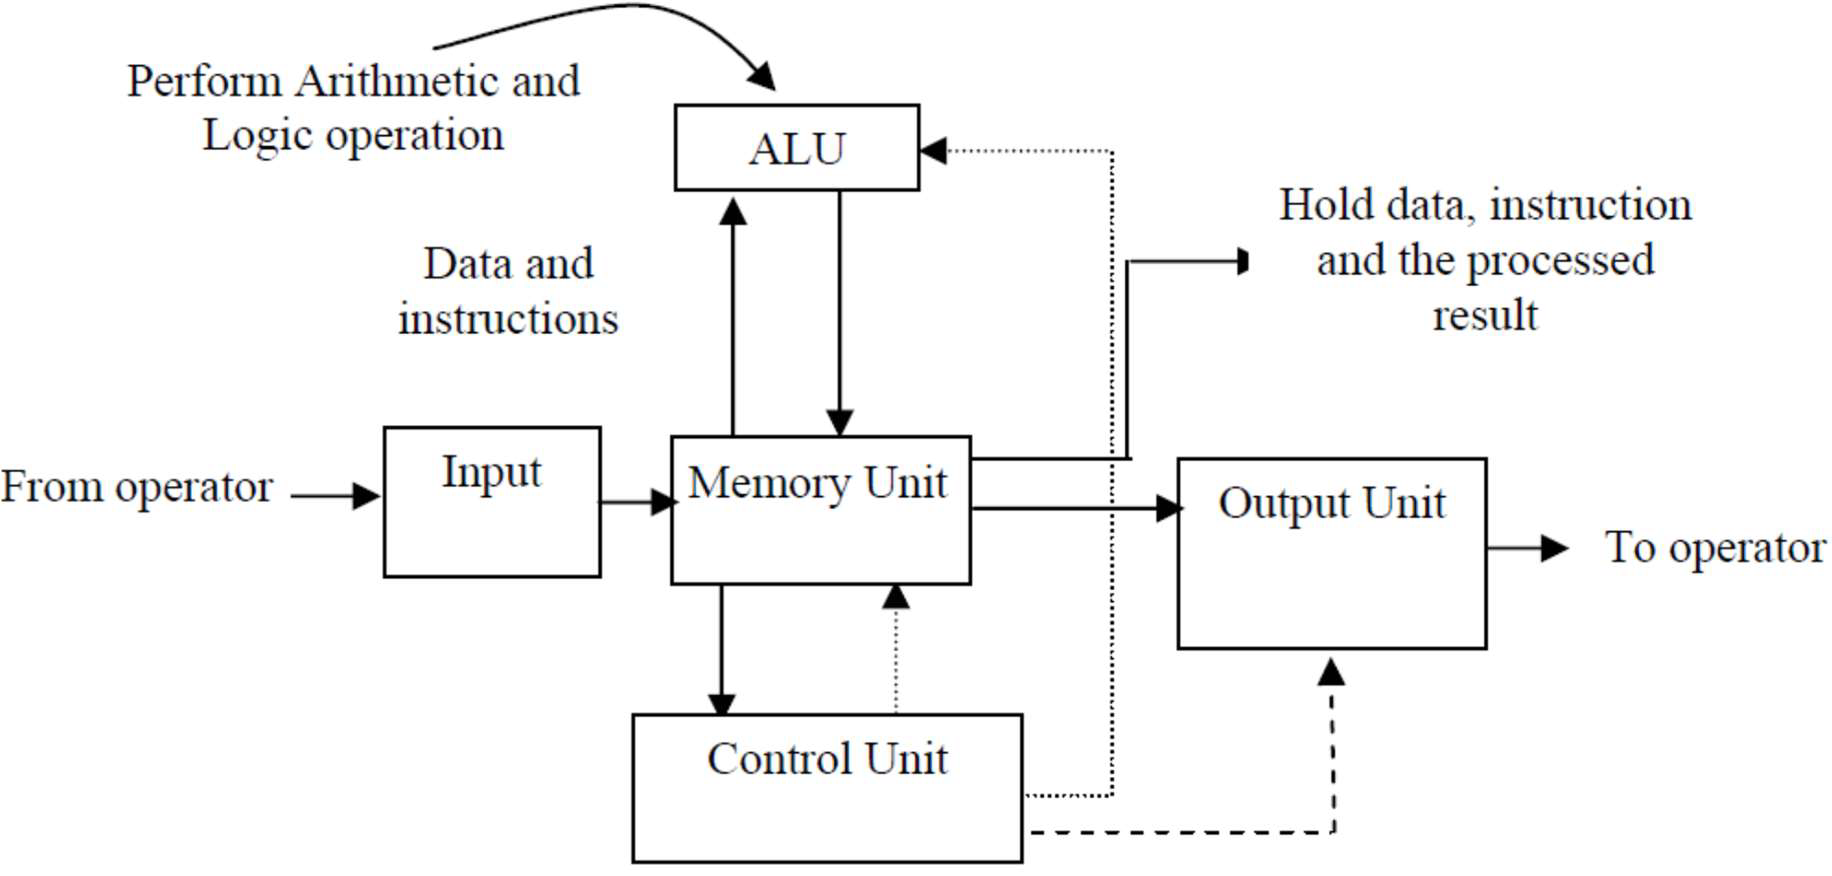 Perform Arithmetic and
Logic operation
ALU
Hold data, instruction
and the processed
result
Data and
instructions
From operator
Input
Memory Unit
Output Unit
To operator
Control Unit